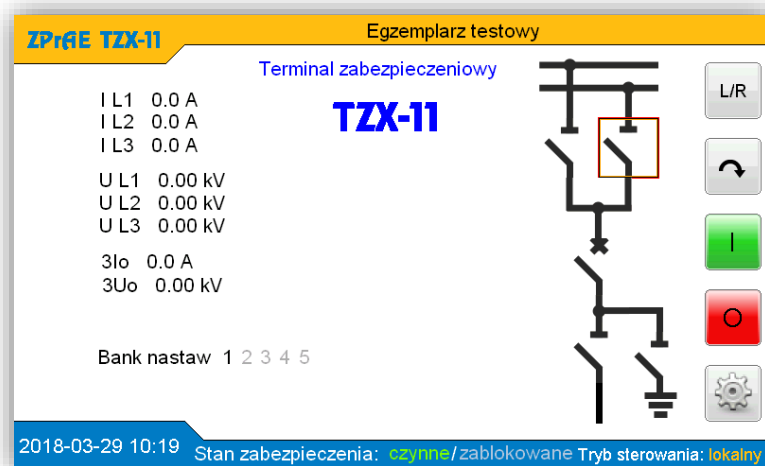 ZPrAE TZX-11
Egzemplarz testowy
Terminal zabezpieczeniowy
TZX-11
I L1 0.0 A
I L2 0.0 A
I L3 0.0 A
U L1 0.00 kV
U L2 0.00 kV
U L3 0.00 kV
3Io 0.0 A
3Uo 0.00 kV
Bank nastaw 1 2 3 4 5
L/R
I
O
2018-03-29 10:19
Stan zabezpieczenia: czynne/zablokowane Tryb sterowania: lokalny